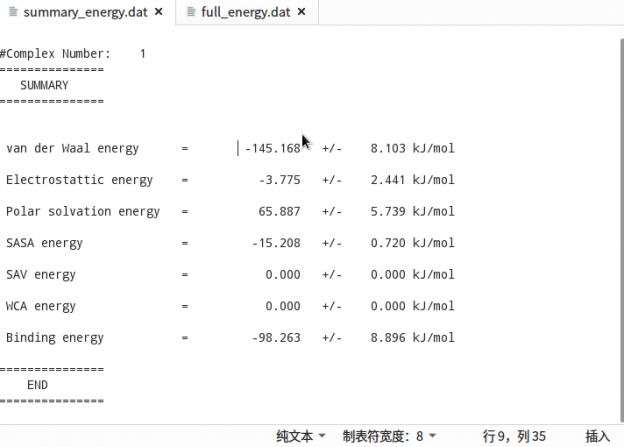 summary_energy.dat × full_energy.dat ×
#Complex Number:    1
===============
   SUMMARY
===============
van der Waal energy      =        -145.168   +/-    8.103 kJ/mol
Electrostattic energy    =          -3.775   +/-    2.441 kJ/mol
Polar solvation energy   =          65.887   +/-    5.739 kJ/mol
SASA energy              =         -15.208   +/-    0.720 kJ/mol
SAV energy               =           0.000   +/-    0.000 kJ/mol
WCA energy               =           0.000   +/-    0.000 kJ/mol
Binding energy           =         -98.263   +/-    8.896 kJ/mol
===============
    END
===============
纯文本 制表符宽度：8 行 9，列 35 插入